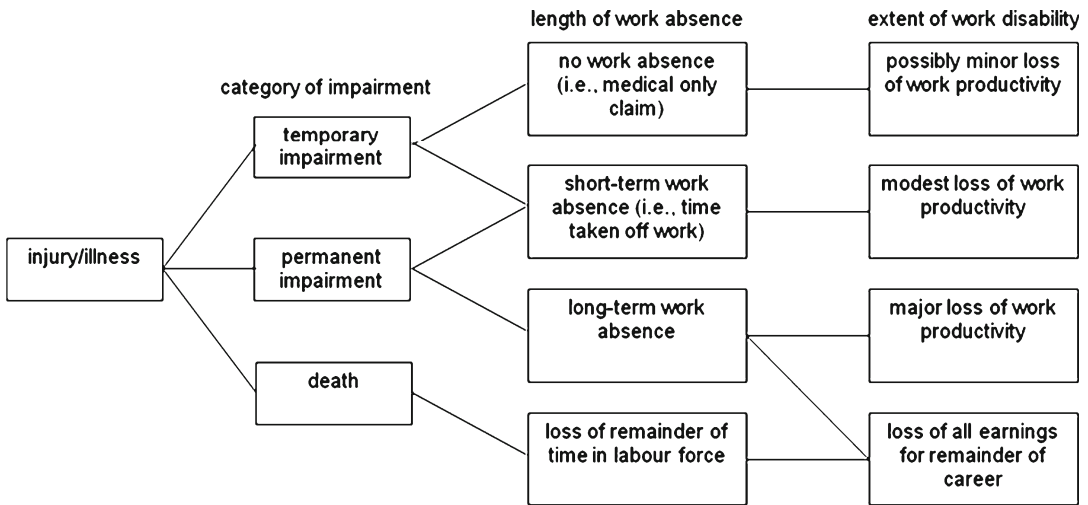 length of work absence
extent of work disability
category of impairment
no work absence
(i.e., medical only
claim)
possibly minor loss
of work productivity
temporary
impairment
short-term work
absence (i.e., time
taken off work)
modest loss of work
productivity
injury/illness
permanent
impairment
long-term work
absence
major loss of work
productivity
death
loss of remainder of
time in labour force
loss of all earnings
for remainder of
career